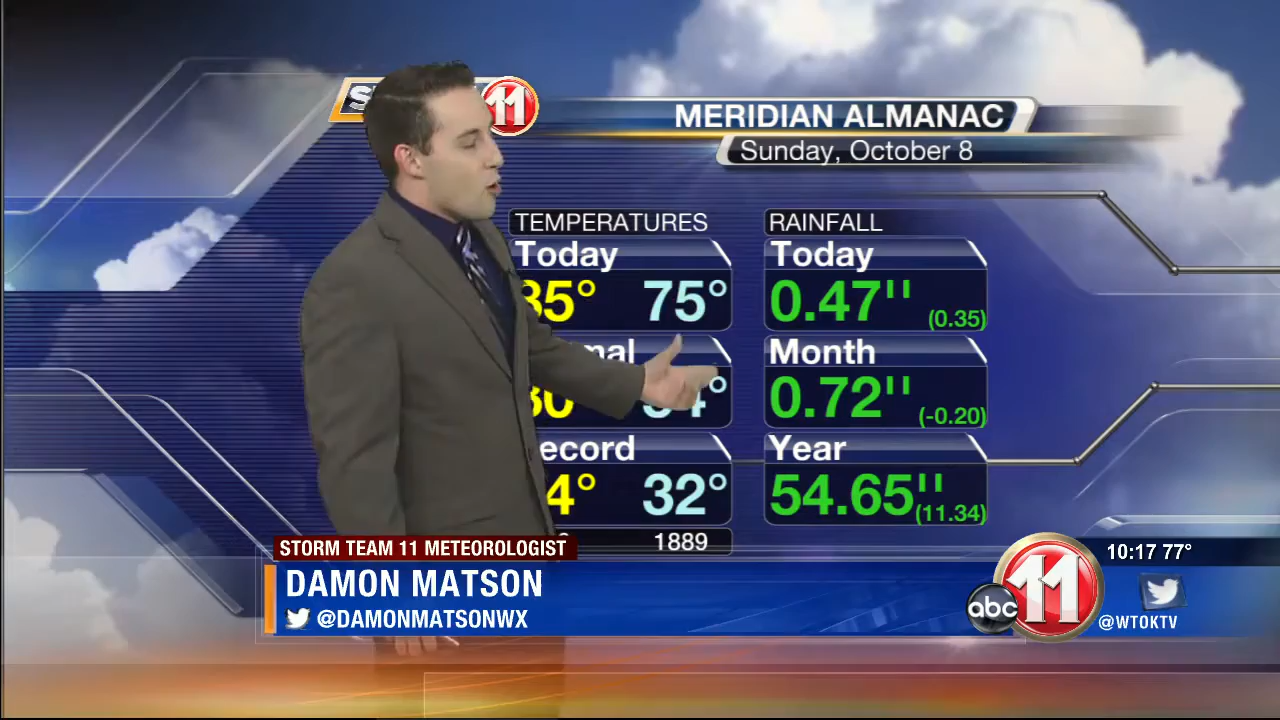 11
MERIDIAN ALMANAC
Sunday, October 8
TEMPERATURES
RAINFALL
Today
Today
85° 75°
0.47'' (0.35)
Month
0.72'' (-0.20)
Year
32°
54.65'' (11.34)
1889
STORM TEAM 11 METEOROLOGIST
DAMON MATSON
@DAMONMATSONWX
abc 11
10:17 77°
@WTOKTV